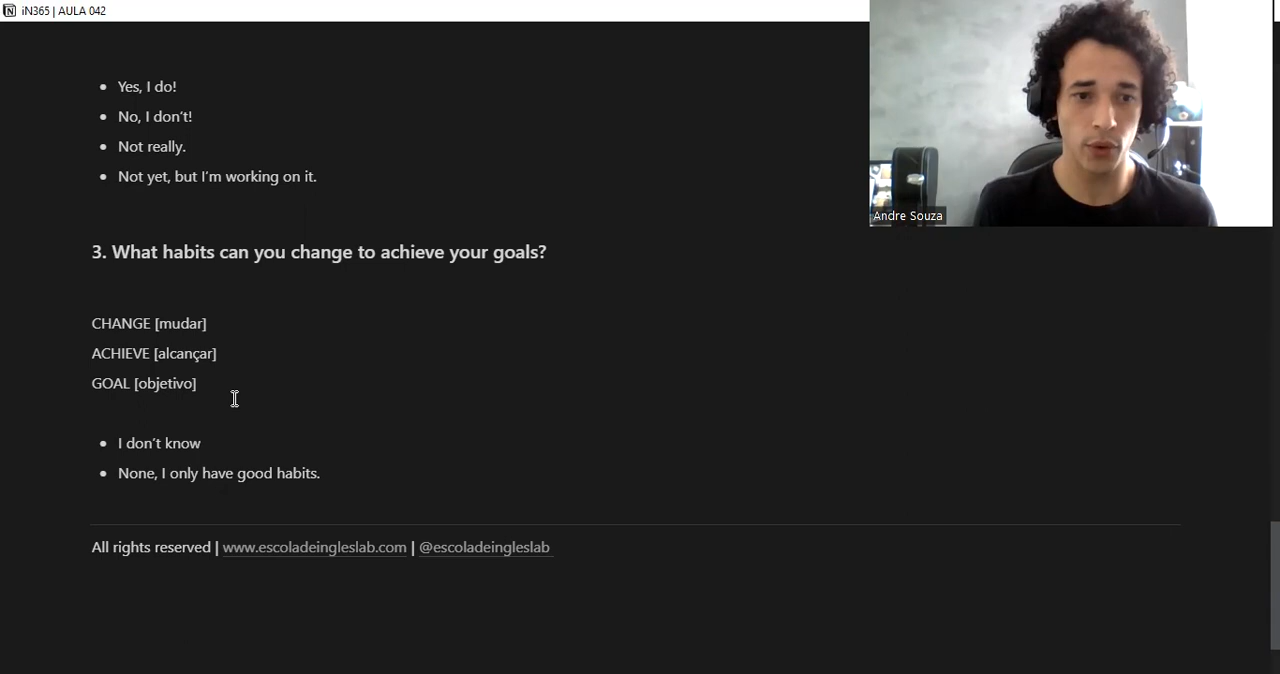 iN365 | AULA 042
Yes, I do!
No, I don't!
Not really.
Not yet, but I'm working on it.
Andre Souza
3. What habits can you change to achieve your goals?
CHANGE [mudar]
ACHIEVE [alcançar]
GOAL [objetivo]
I don't know
None, I only have good habits.
All rights reserved | www.escoladeingleslab.com | @escoladeingleslab